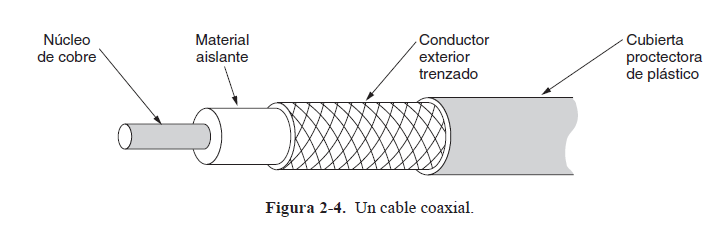 Núcleo
de cobre
Material
aislante
Conductor
exterior
trenzado
Cubierta
proctectora
de plástico
Figura 2-4. Un cable coaxial.